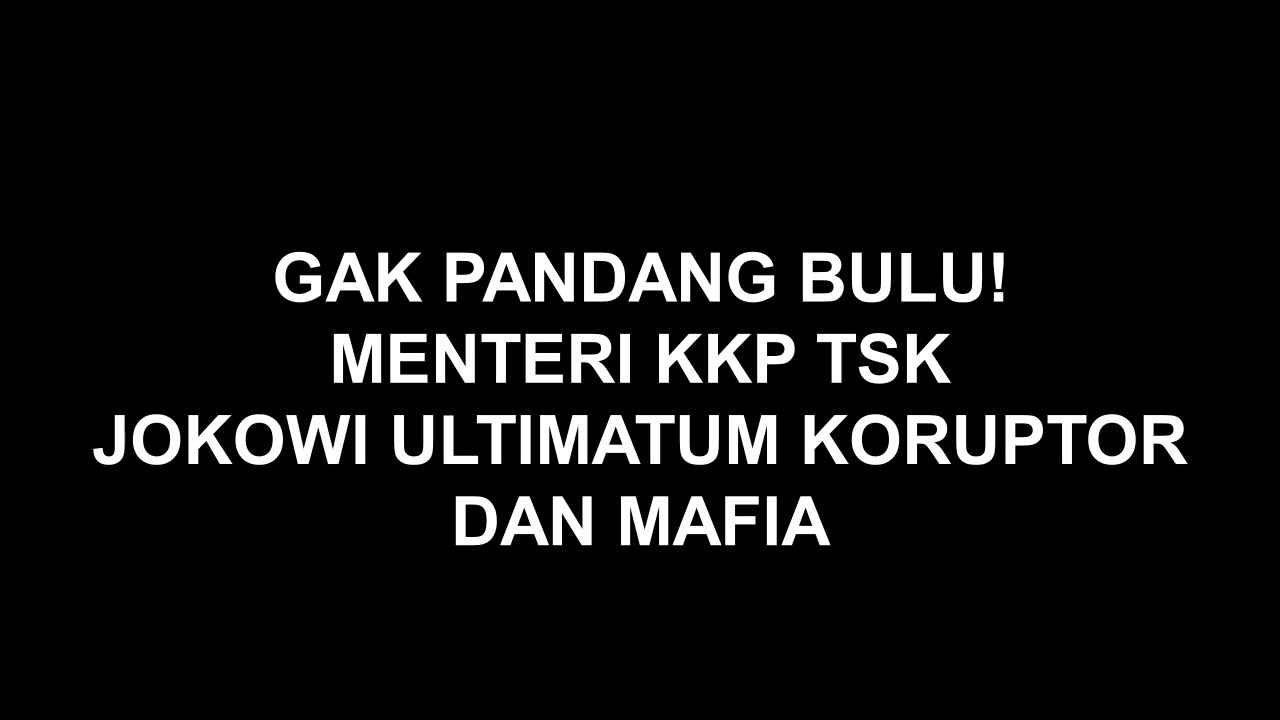 GAK PANDANG BULU!
MENTERI KKP TSK
JOKOWI ULTIMATUM KORUPTOR
DAN MAFIA